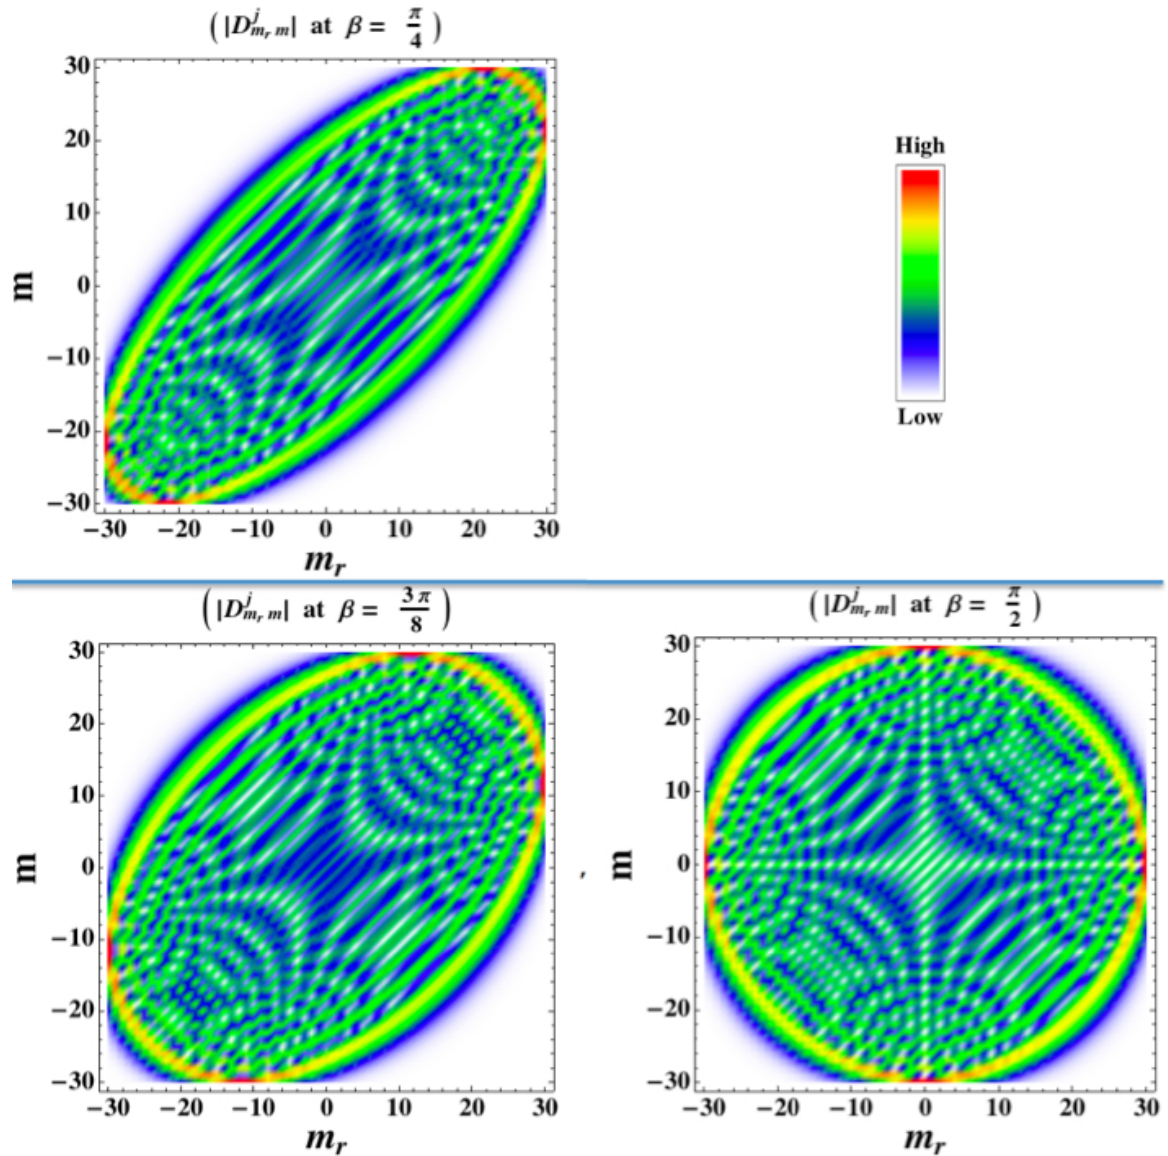 ( |D^j_{m_r m}| at β = π/4 )
30
20
10
0
−10
−20
−30
m
−30 −20 −10 0 10 20 30
m_r
High
Low
( |D^j_{m_r m}| at β = 3π/8 )
30
20
10
0
−10
−20
−30
m
−30 −20 −10 0 10 20 30
m_r
,
( |D^j_{m_r m}| at β = π/2 )
30
20
10
0
−10
−20
−30
m
−30 −20 −10 0 10 20 30
m_r